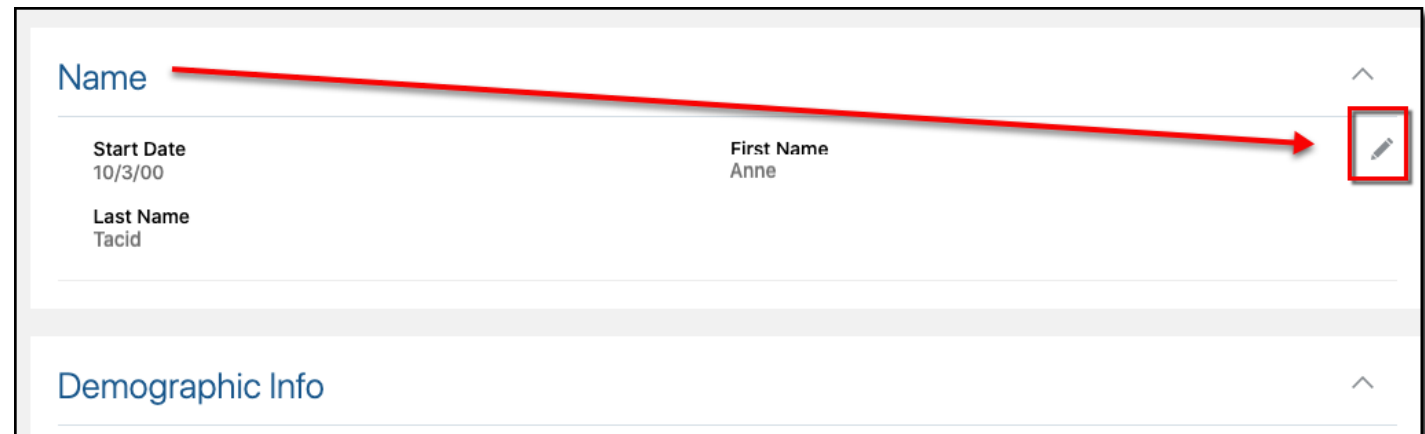 Name
Start Date
10/3/00
First Name
Anne
Last Name
Tacid
Demographic Info